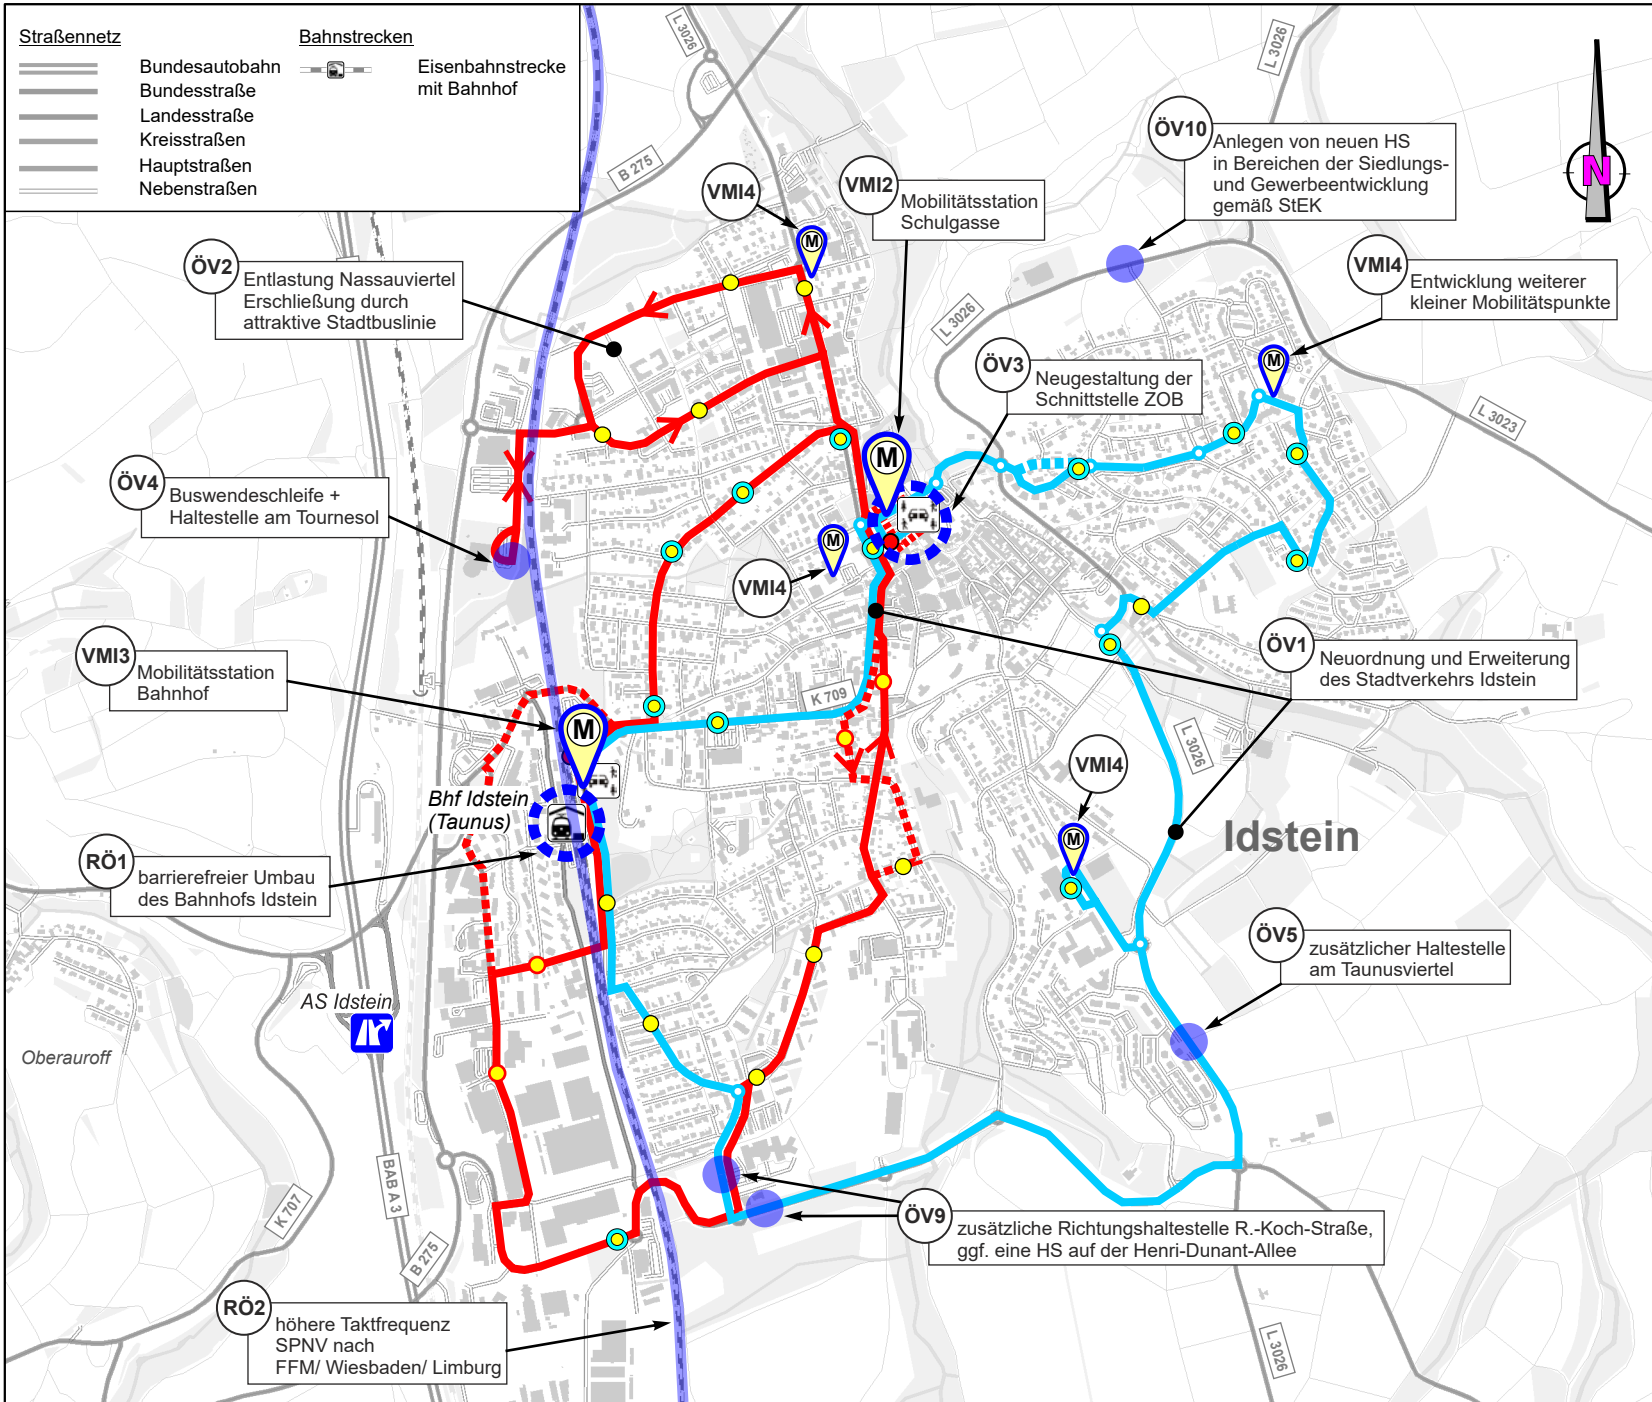 Straßennetz
Bundesautobahn
Bundesstraße
Landesstraße
Kreisstraßen
Hauptstraßen
Nebenstraßen
Bahnstrecken
Eisenbahnstrecke
mit Bahnhof
L 3026
L 3026
B 275
N
ÖV10
Anlegen von neuen HS
in Bereichen der Siedlungs-
und Gewerbeentwicklung
gemäß StEK
VMI4
M
VMI2
Mobilitätsstation
Schulgasse
ÖV2
Entlastung Nassauviertel
Erschließung durch
attraktive Stadtbuslinie
VMI4
Entwicklung weiterer
kleiner Mobilitätspunkte
M
L 3026
ÖV3
Neugestaltung der
Schnittstelle ZOB
L 3023
M
ÖV4
Buswendeschleife +
Haltestelle am Tournesol
M
VMI4
VMI3
Mobilitätsstation
Bahnhof
K 709
ÖV1
Neuordnung und Erweiterung
des Stadtverkehrs Idstein
M
L 3026
VMI4
M
Bhf Idstein
(Taunus)
Idstein
RÖ1
barrierefreier Umbau
des Bahnhofs Idstein
ÖV5
zusätzlicher Haltestelle
am Taunusviertel
AS Idstein
Oberauroff
BAB A 3
K 707
B 275
ÖV9
zusätzliche Richtungshaltestelle R.-Koch-Straße,
ggf. eine HS auf der Henri-Dunant-Allee
RÖ2
höhere Taktfrequenz
SPNV nach
FFM/ Wiesbaden/ Limburg
L 3026